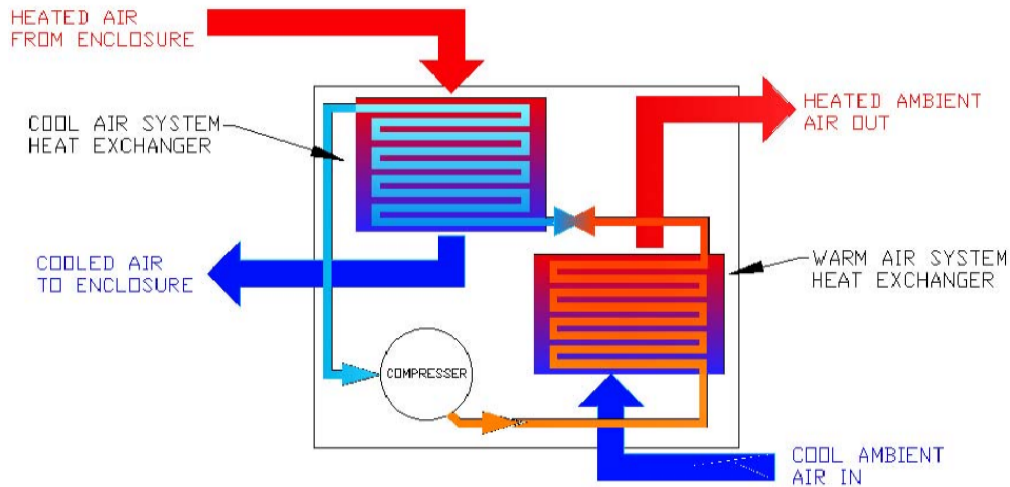 HEATED AIR
FROM ENCLOSURE
HEATED AMBIENT
AIR OUT
COOL AIR SYSTEM
HEAT EXCHANGER
COOLED AIR
TO ENCLOSURE
WARM AIR SYSTEM
HEAT EXCHANGER
COMPRESSER
COOL AMBIENT
AIR IN